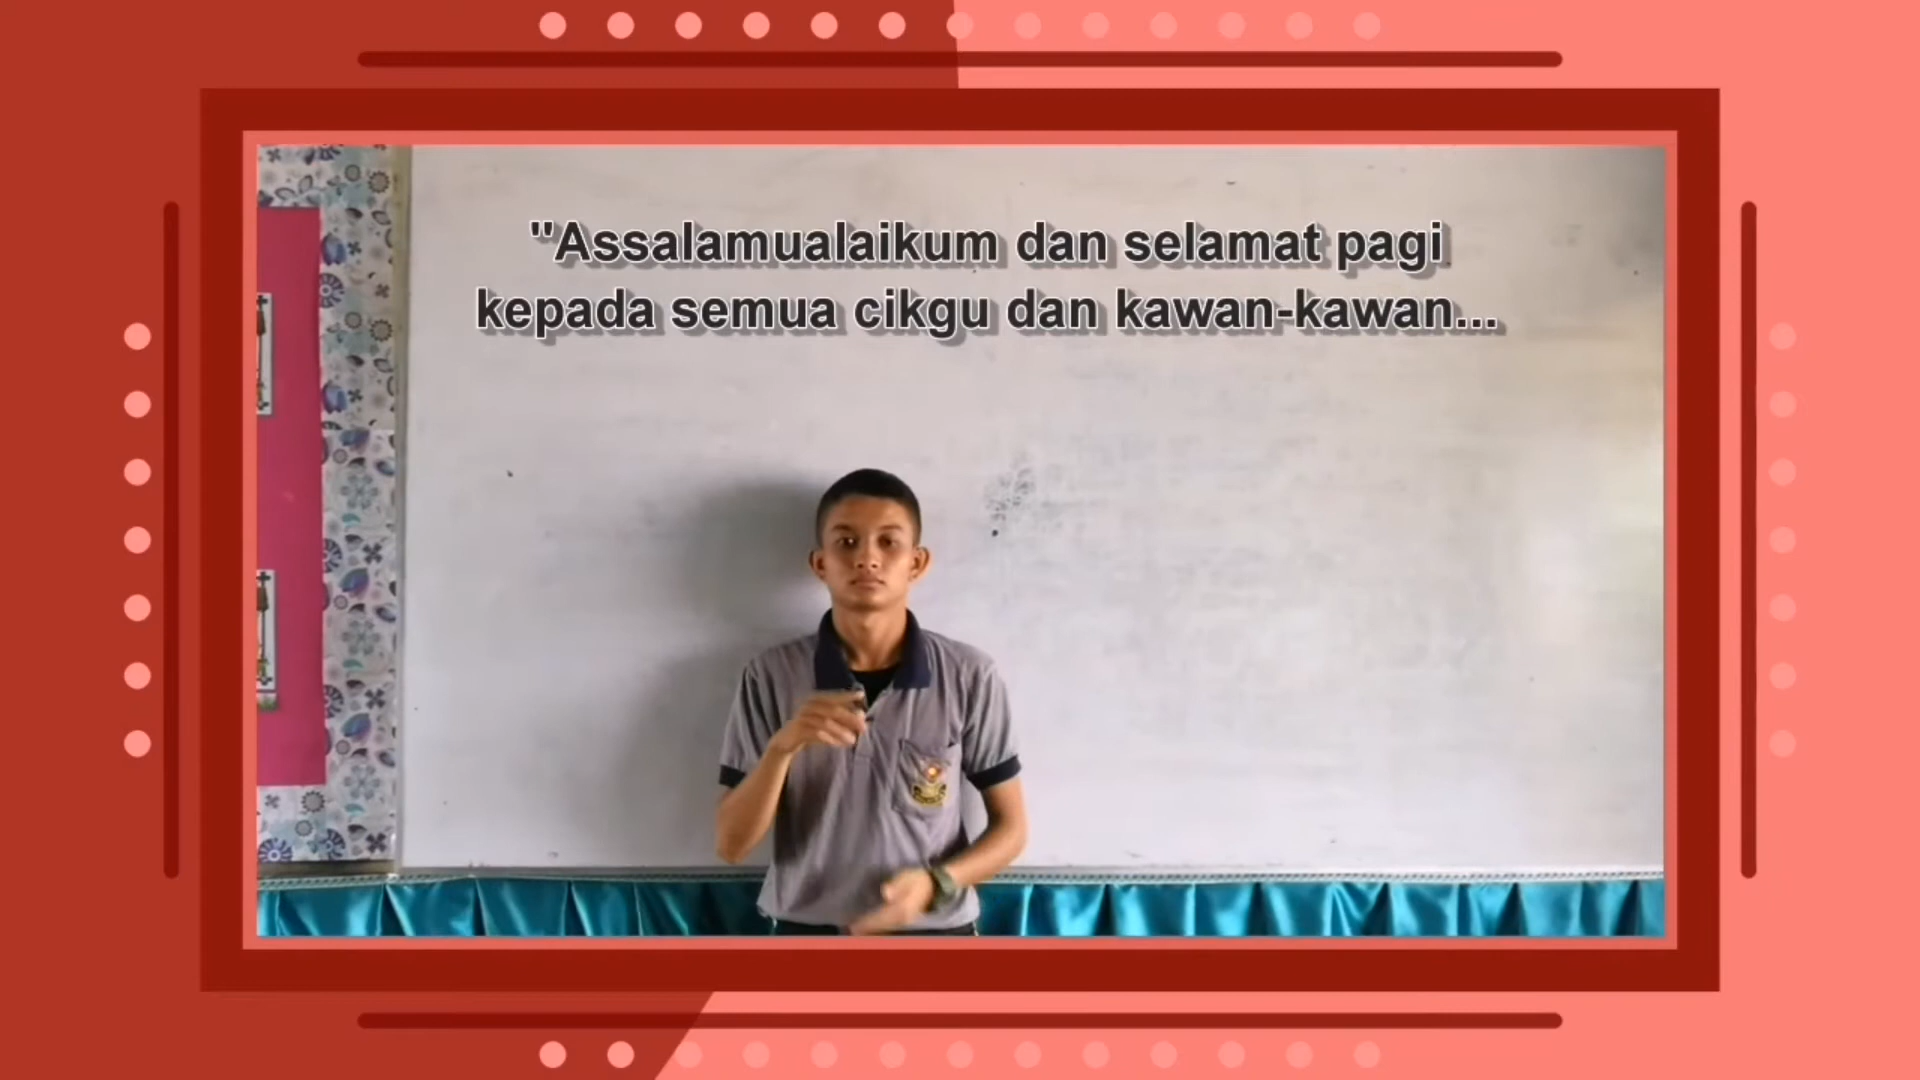 "Assalamualaikum dan selamat pagi
kepada semua cikgu dan kawan-kawan...